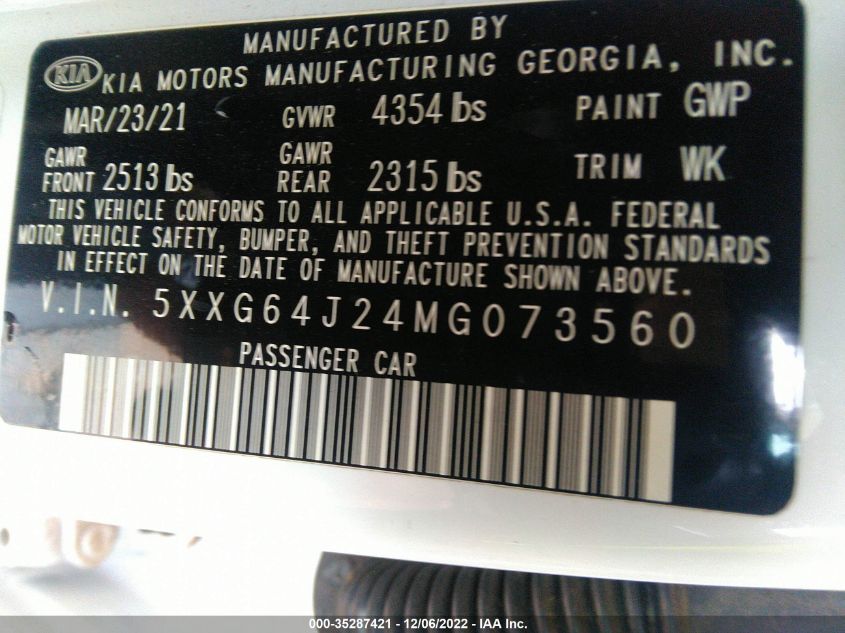 MANUFACTURED BY
KIA KIA MOTORS MANUFACTURING GEORGIA, INC.
MAR/23/21 GVWR 4354 lbs PAINT GWP
GAWR FRONT 2513 lbs GAWR REAR 2315 lbs TRIM WK
THIS VEHICLE CONFORMS TO ALL APPLICABLE U.S.A. FEDERAL
MOTOR VEHICLE SAFETY, BUMPER, AND THEFT PREVENTION STANDARDS
IN EFFECT ON THE DATE OF MANUFACTURE SHOWN ABOVE.
V.I.N. 5XXG64J24MG073560
PASSENGER CAR
000-35287421 - 12/06/2022 - IAA Inc.